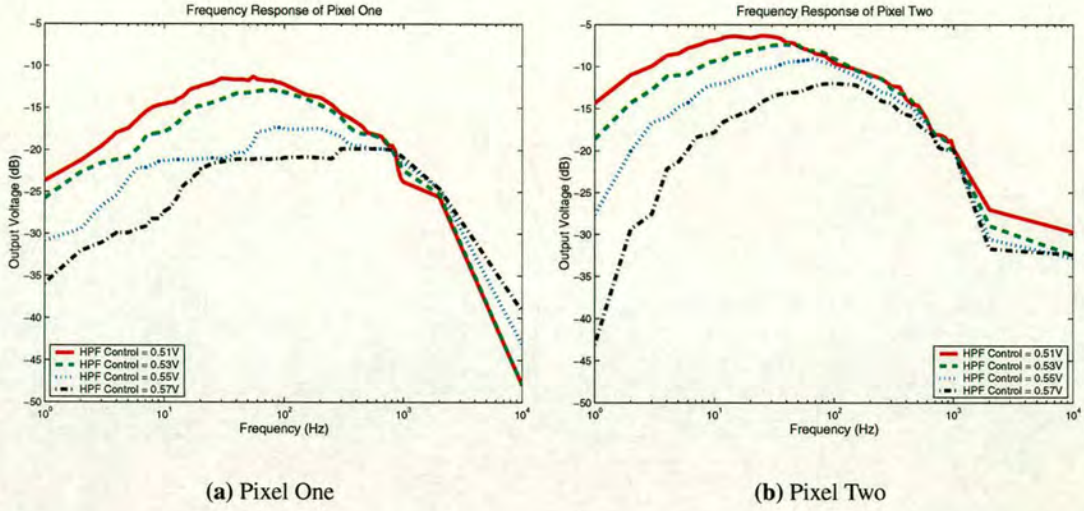 Frequency Response of Pixel One
-5
-10
-15
-20
-25
-30
-35
-40
-45
-50
Output Voltage (dB)
HPF Control = 0.51V
HPF Control = 0.53V
HPF Control = 0.55V
HPF Control = 0.57V
10^0
10^1
10^2
10^3
10^4
Frequency (Hz)
(a) Pixel One
Frequency Response of Pixel Two
-5
-10
-15
-20
-25
-30
-35
-40
-45
-50
Output Voltage (dB)
HPF Control = 0.51V
HPF Control = 0.53V
HPF Control = 0.55V
HPF Control = 0.57V
10^0
10^1
10^2
10^3
10^4
Frequency (Hz)
(b) Pixel Two